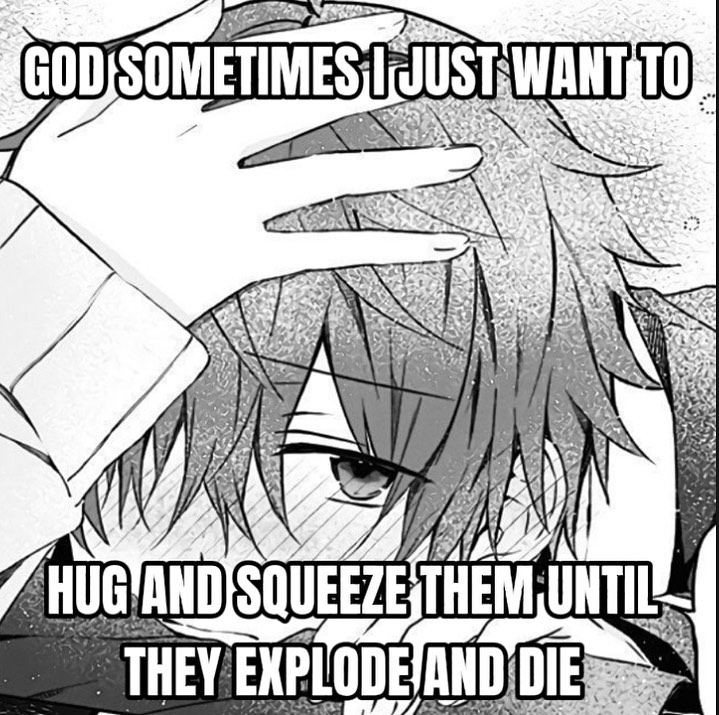 GOD SOMETIMES I JUST WANT TO
HUG AND SQUEEZE THEM UNTIL
THEY EXPLODE AND DIE